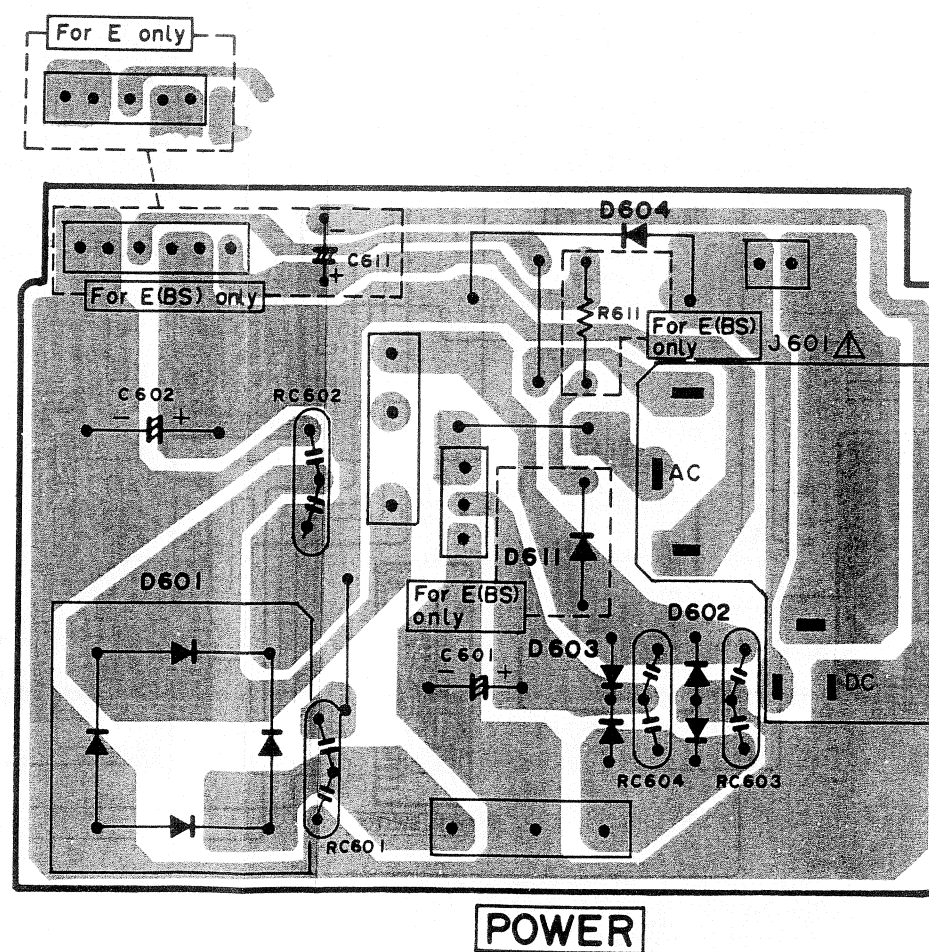 For E only
D604
C611
-
+
For E(BS) only
R611
For E(BS)
only
J601
C602
- +
RC602
AC
D611
D601
For E(BS)
only
D602
D603
C601
- +
DC
RC604
RC603
RC601
POWER